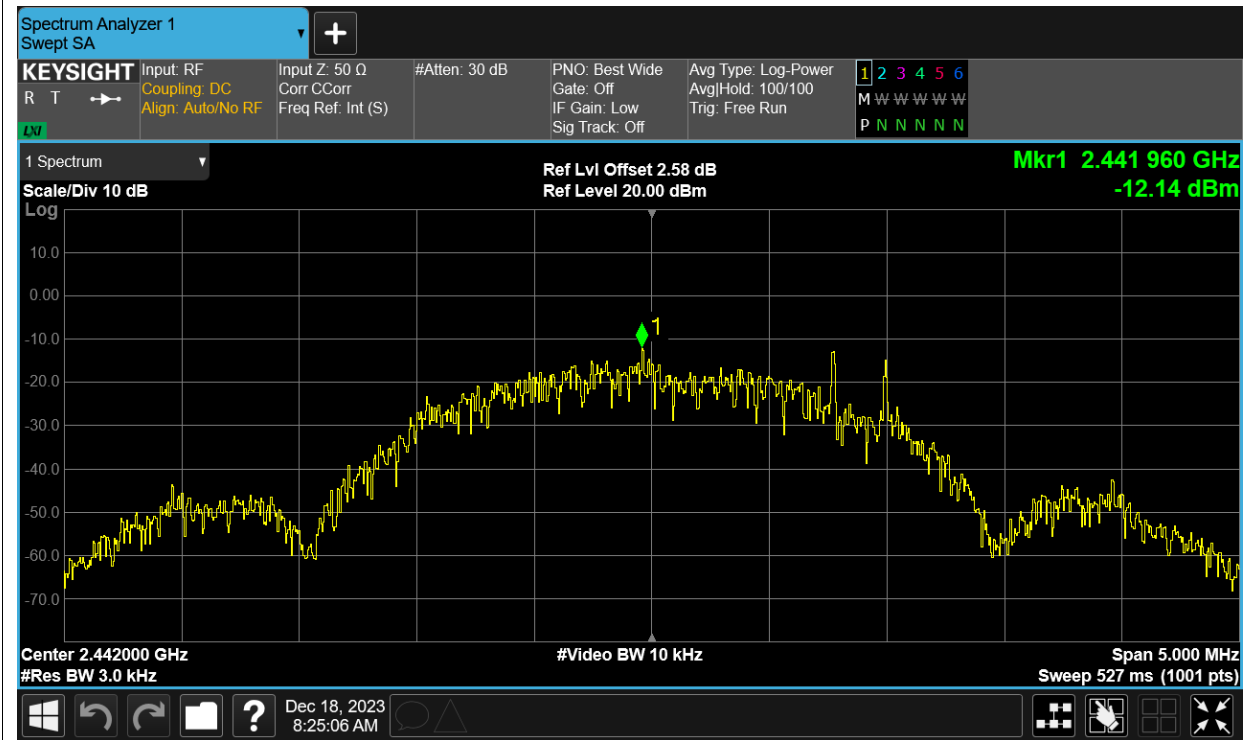 Spectrum Analyzer 1
Swept SA
KEYSIGHT
R T
LXI
Input: RF
Coupling: DC
Align: Auto/No RF
Input Z: 50 Ω
Corr CCorr
Freq Ref: Int (S)
#Atten: 30 dB
PNO: Best Wide
Gate: Off
IF Gain: Low
Sig Track: Off
Avg Type: Log-Power
Avg|Hold: 100/100
Trig: Free Run
1 2 3 4 5 6
M W W W W W
P N N N N N N
1 Spectrum
Scale/Div 10 dB
Log
Ref Lvl Offset 2.58 dB
Ref Level 20.00 dBm
Mkr1 2.441 960 GHz
-12.14 dBm
10.0
0.00
-10.0
-20.0
-30.0
-40.0
-50.0
-60.0
-70.0
1
Center 2.442000 GHz
#Res BW 3.0 kHz
#Video BW 10 kHz
Span 5.000 MHz
Sweep 527 ms (1001 pts)
?
Dec 18, 2023
8:25:06 AM